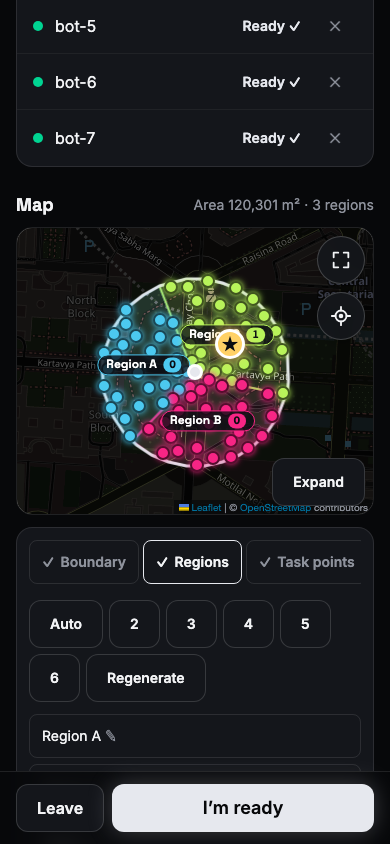 bot-5 Ready ✓ ×
bot-6 Ready ✓ ×
bot-7 Ready ✓ ×
Map Area 120,301 m² · 3 regions
P
Raisina Road
North
Block
Central
Kartavya Path
Region 1
Region A 0
Kartavya Path
Region B 0
Block
Expand
Leaflet | © OpenStreetMap contributors
✓ Boundary ✓ Regions ✓ Task points
Auto 2 3 4 5
6 Regenerate
Region A ✎
Leave I'm ready